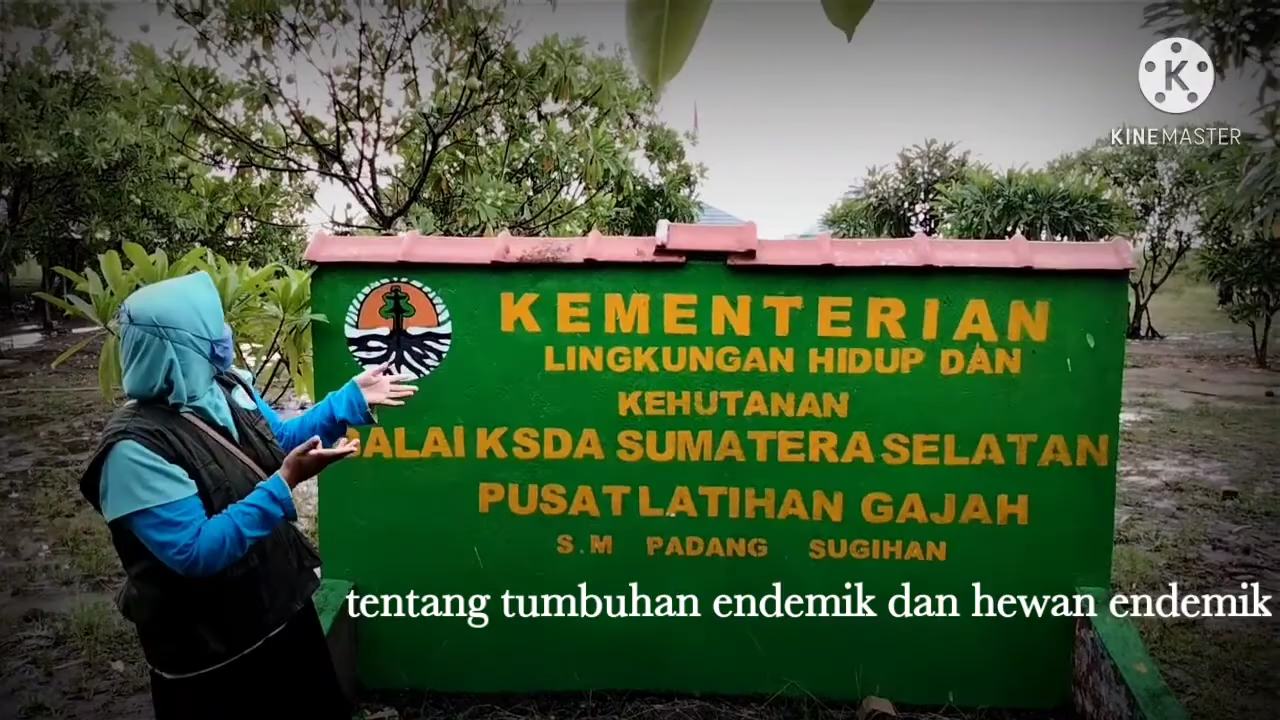 K
KINEMASTER
KEMENTERIAN
LINGKUNGAN HIDUP DAN
KEHUTANAN
BALAI KSDA SUMATERA SELATAN
PUSAT LATIHAN GAJAH
S.M PADANG SUGIHAN
tentang tumbuhan endemik dan hewan endemik